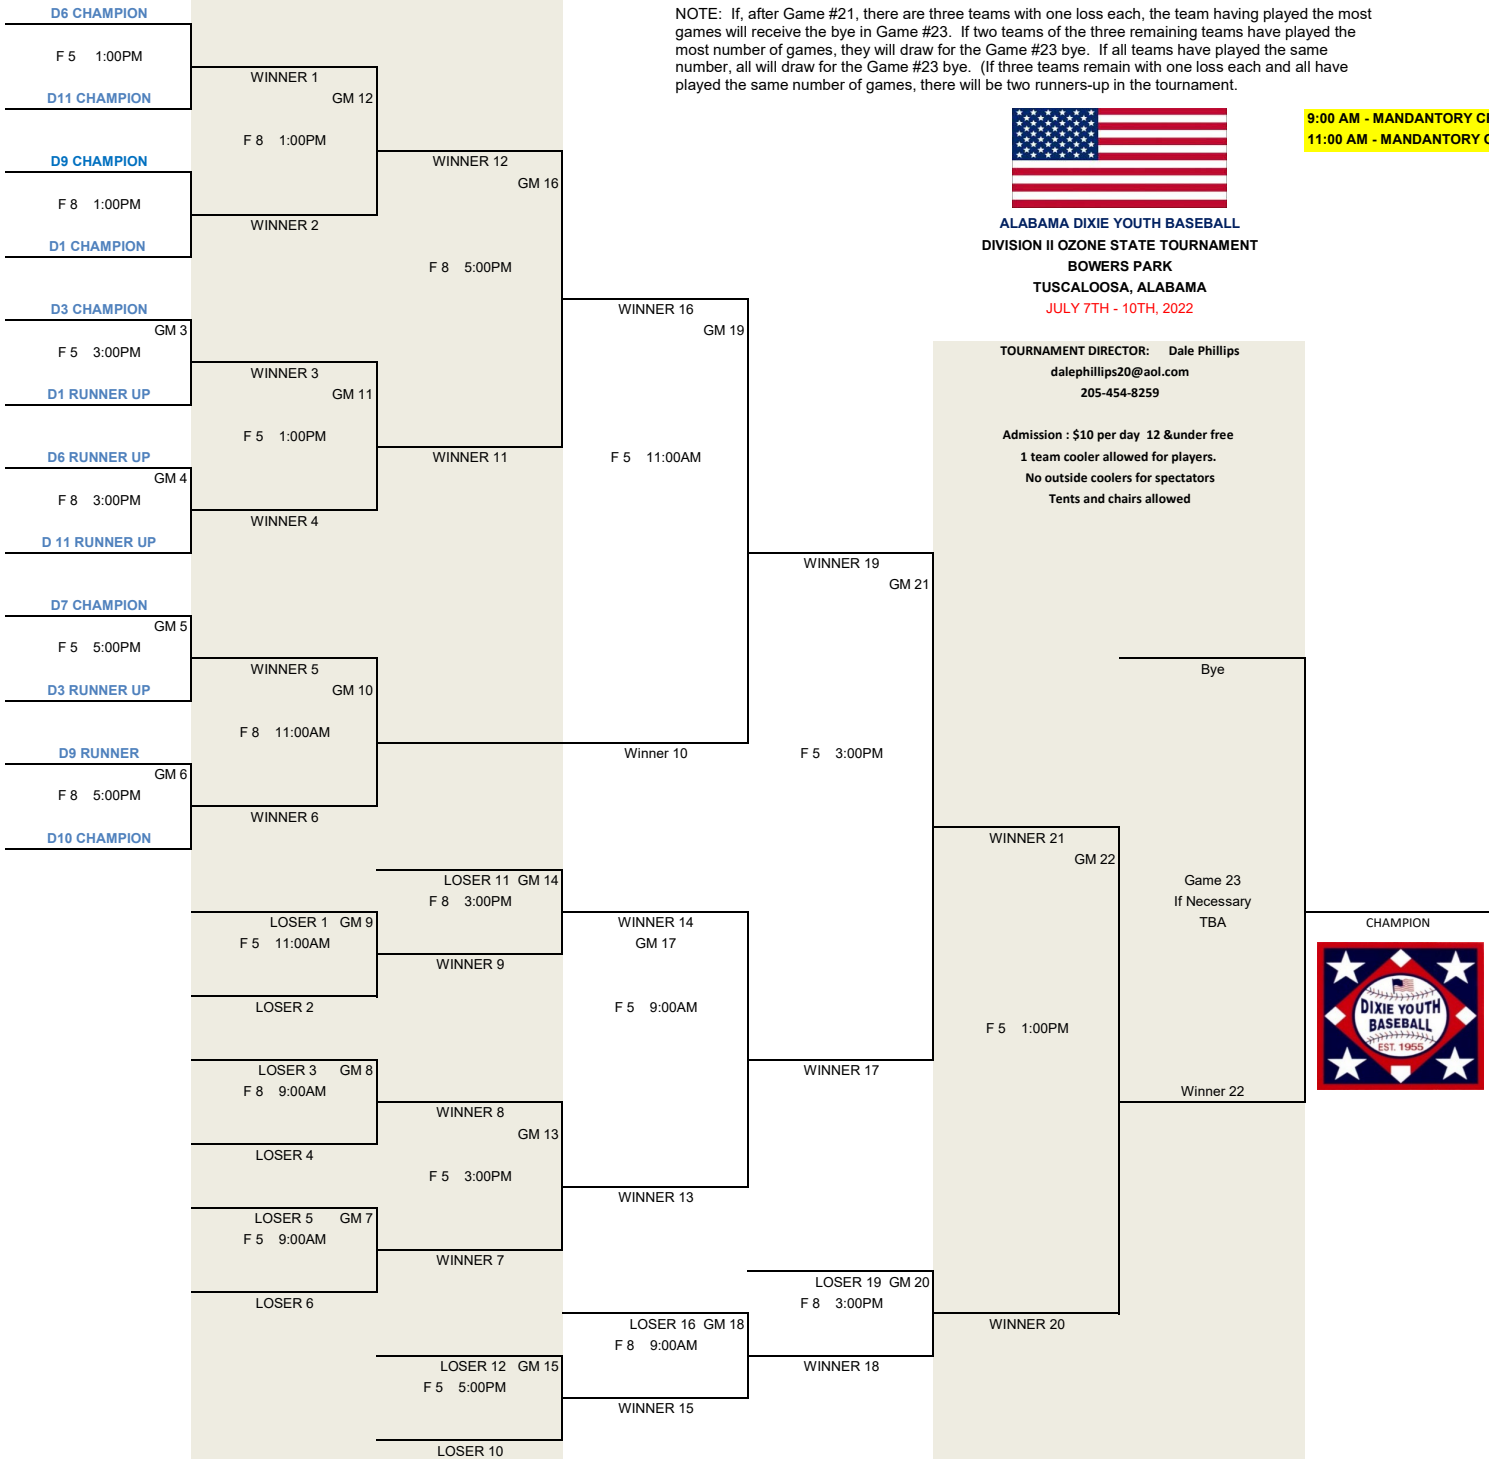 D6 CHAMPION
F 5 1:00PM
D11 CHAMPION
D9 CHAMPION
F 8 1:00PM
D1 CHAMPION
D3 CHAMPION
GM 3
F 5 3:00PM
D1 RUNNER UP
D6 RUNNER UP
GM 4
F 8 3:00PM
D 11 RUNNER UP
D7 CHAMPION
GM 5
F 5 5:00PM
D3 RUNNER UP
D9 RUNNER
GM 6
F 8 5:00PM
D10 CHAMPION
WINNER 1
GM 12
F 8 1:00PM
WINNER 2
WINNER 3
GM 11
F 5 1:00PM
WINNER 4
WINNER 5
GM 10
F 8 11:00AM
WINNER 6
LOSER 1 GM 9
F 5 11:00AM
LOSER 2
LOSER 3 GM 8
F 8 9:00AM
LOSER 4
LOSER 5 GM 7
F 5 9:00AM
LOSER 6
WINNER 12
GM 16
F 8 5:00PM
WINNER 11
LOSER 11 GM 14
F 8 3:00PM
WINNER 9
WINNER 8
GM 13
F 5 3:00PM
WINNER 7
LOSER 12 GM 15
F 5 5:00PM
LOSER 10
WINNER 16
GM 19
F 5 11:00AM
Winner 10
WINNER 14
GM 17
F 5 9:00AM
WINNER 13
LOSER 16 GM 18
F 8 9:00AM
WINNER 15
WINNER 19
GM 21
F 5 3:00PM
WINNER 17
LOSER 19 GM 20
F 8 3:00PM
WINNER 18
WINNER 21
GM 22
F 5 1:00PM
WINNER 20
Bye
Game 23
If Necessary
TBA
Winner 22
CHAMPION
NOTE: If, after Game #21, there are three teams with one loss each, the team having played the most
games will receive the bye in Game #23. If two teams of the three remaining teams have played the
most number of games, they will draw for the Game #23 bye. If all teams have played the same
number, all will draw for the Game #23 bye. (If three teams remain with one loss each and all have
played the same number of games, there will be two runners-up in the tournament.
9:00 AM - MANDANTORY
11:00 AM - MANDANTORY
ALABAMA DIXIE YOUTH BASEBALL
DIVISION II OZONE STATE TOURNAMENT
BOWERS PARK
TUSCALOOSA, ALABAMA
JULY 7TH - 10TH, 2022
TOURNAMENT DIRECTOR: Dale Phillips
dalephillips20@aol.com
205-454-8259
Admission : $10 per day 12 &under free
1 team cooler allowed for players.
No outside coolers for spectators
Tents and chairs allowed
DIXIE YOUTH
BASEBALL
EST. 1955